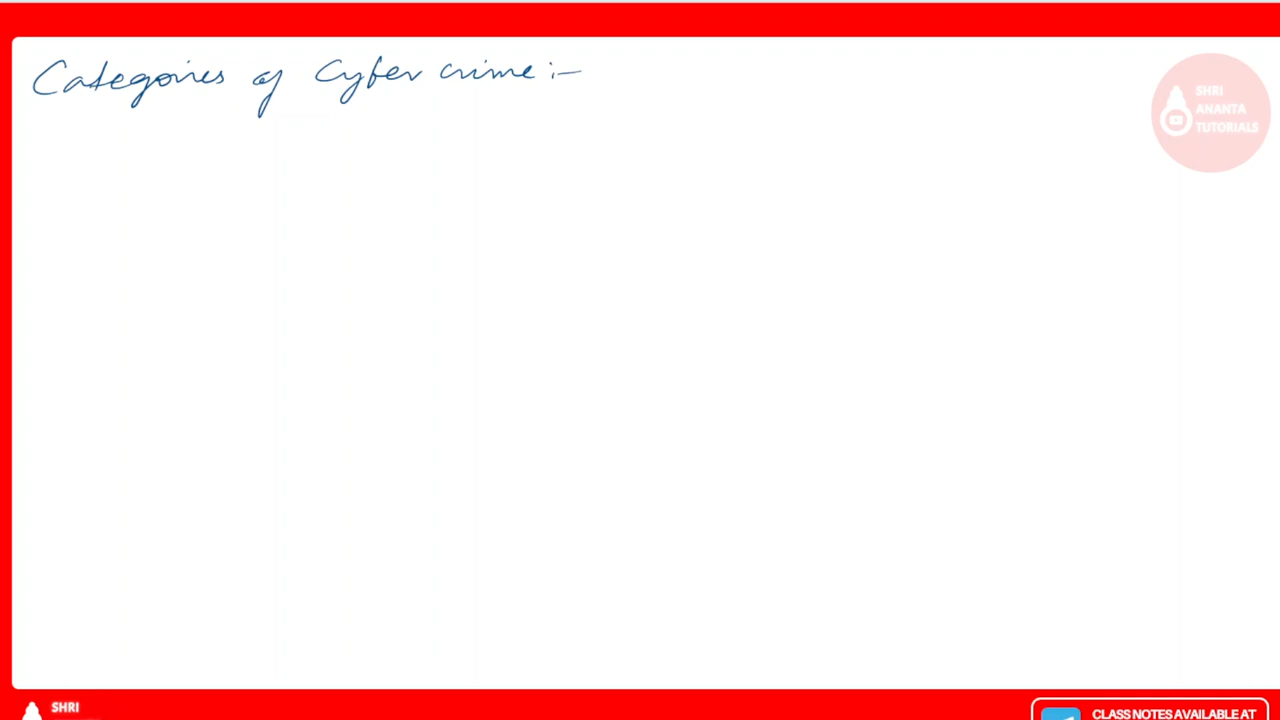 Categories of Cyber crime :-
SHRI
ANANTA
TUTORIALS
SHRI
CLASS NOTES AVAILABLE AT